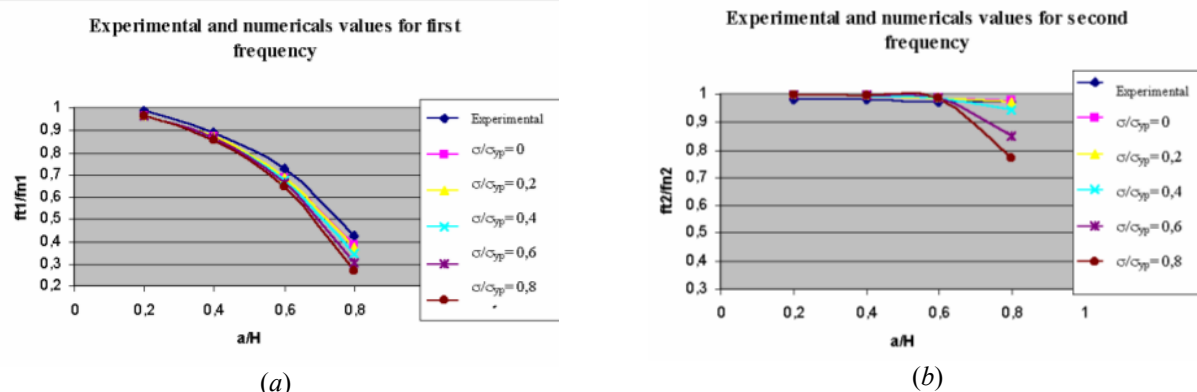 Experimental and numericals values for first
frequency
1
0,9
0,8
0,7
0,6
0,5
0,4
0,3
0,2
ft1/fn1
0
0,2
0,4
0,6
0,8
a/H
Experimental
σ/σyp= 0
σ/σyp= 0,2
σ/σyp= 0,4
σ/σyp= 0,6
σ/σyp= 0,8
(a)
Experimental and numericals values for second
frequency
1
0,9
0,8
0,7
0,6
0,5
0,4
0,3
ft2/fn2
0
0,2
0,4
0,6
0,8
1
a/H
Experimental
σ/σyp= 0
σ/σyp= 0,2
σ/σyp= 0,4
σ/σyp= 0,6
σ/σyp= 0,8
(b)